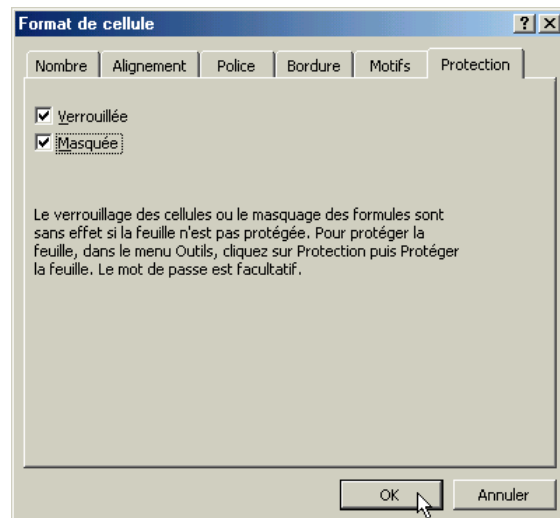 Format de cellule
Nombre Alignement Police Bordure Motifs Protection
Verrouillée
Masquée
Le verrouillage des cellules ou le masquage des formules sont
sans effet si la feuille n'est pas protégée. Pour protéger la
feuille, dans le menu Outils, cliquez sur Protection puis Protéger
la feuille. Le mot de passe est facultatif.
OK Annuler